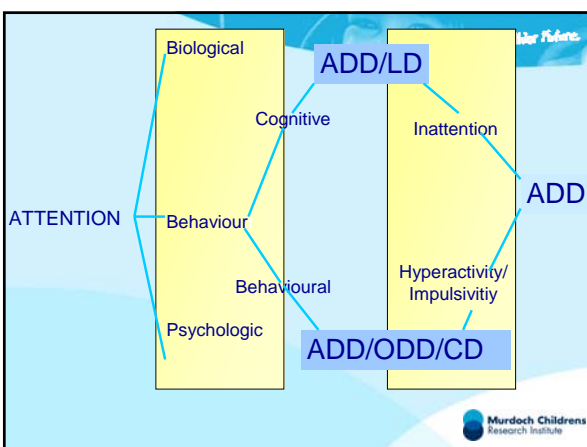 Biological
ADD/LD
Cognitive
Inattention
ATTENTION
Behaviour
ADD
Behavioural
Hyperactivity/
Impulsivitiy
Psychologic
ADD/ODD/CD
Future.
Murdoch Childrens
Research Institute